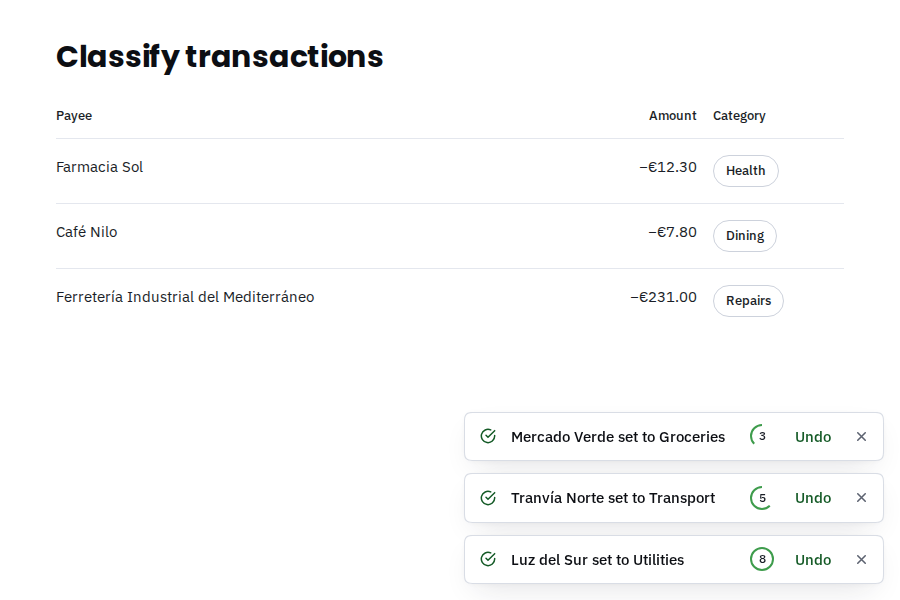 Classify transactions
Payee Amount Category
Farmacia Sol −€12.30 Health
Café Nilo −€7.80 Dining
Ferretería Industrial del Mediterráneo −€231.00 Repairs
Mercado Verde set to Groceries 3 Undo
Tranvía Norte set to Transport 5 Undo
Luz del Sur set to Utilities 8 Undo